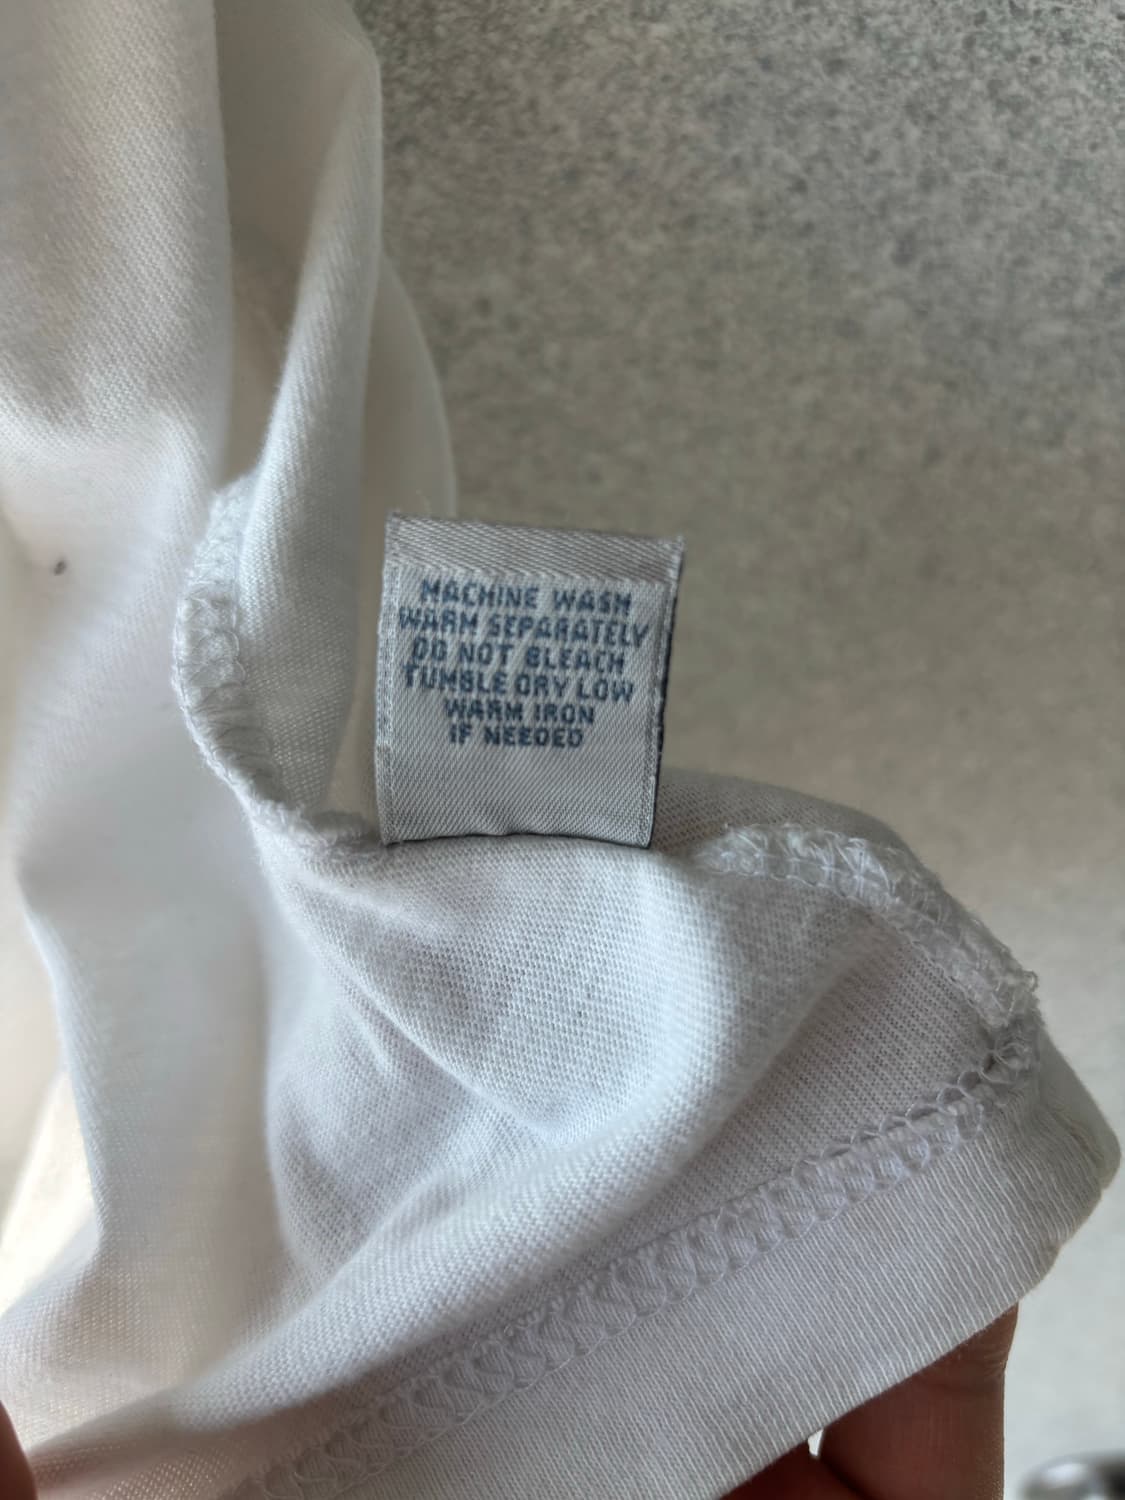 MACHINE WASH
WARM SEPARATELY
DO NOT BLEACH
TUMBLE DRY LOW
WARM IRON
IF NEEDED